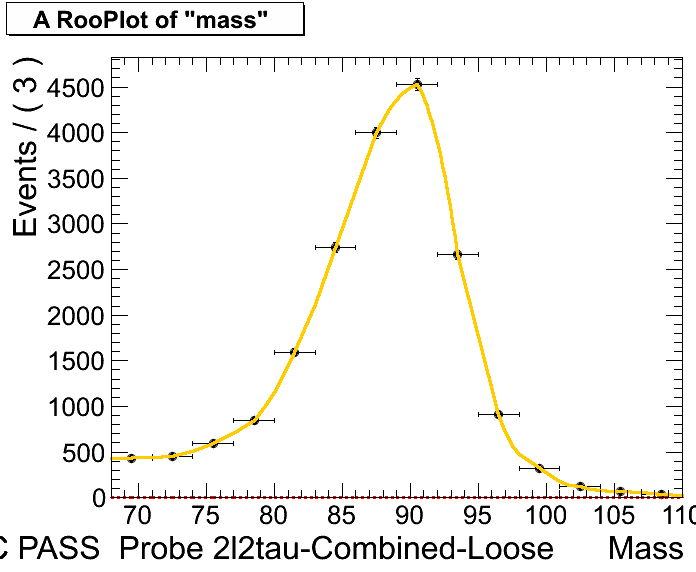 A RooPlot of "mass"
Events / ( 3 )
4500
4000
3500
3000
2500
2000
1500
1000
500
0
70 75 80 85 90 95 100 105 110
C PASS Probe 2l2tau-Combined-Loose Mass